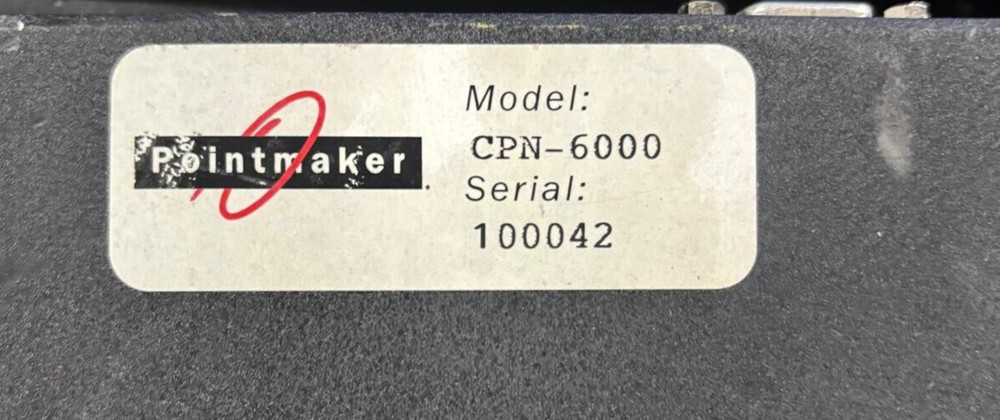 Pointmaker.
Model:
CPN-6000
Serial:
100042